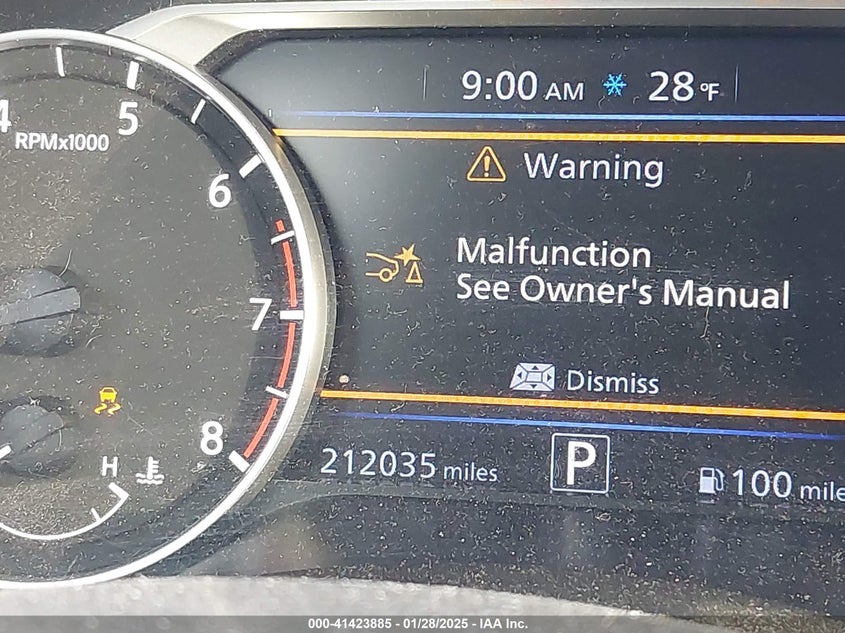 9:00 AM 28 °F
4
5
RPMx1000
6
7
8
H
Warning
Malfunction
See Owner's Manual
Dismiss
212035 miles
P
100 mile
000-41423885 - 01/28/2025 - IAA Inc.